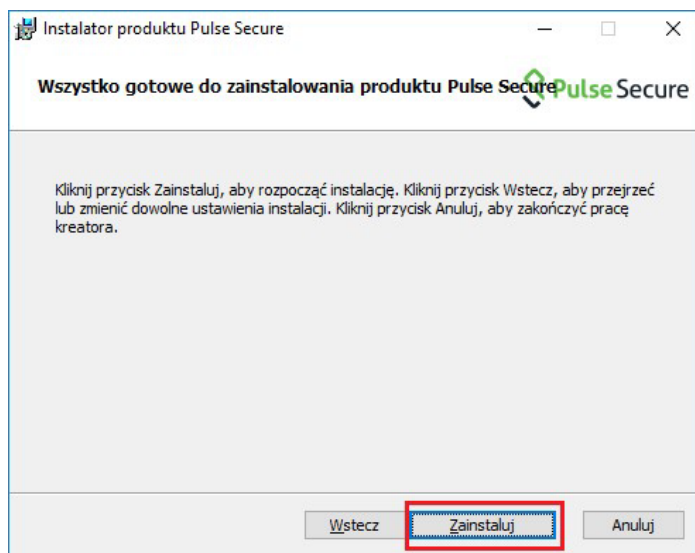 Instalator produktu Pulse Secure
Wszystko gotowe do zainstalowania produktu Pulse Secure
Pulse Secure
Kliknij przycisk Zainstaluj, aby rozpocząć instalację. Kliknij przycisk Wstecz, aby przejrzeć
lub zmienić dowolne ustawienia instalacji. Kliknij przycisk Anuluj, aby zakończyć pracę
kreatora.
Wstecz
Zainstaluj
Anuluj